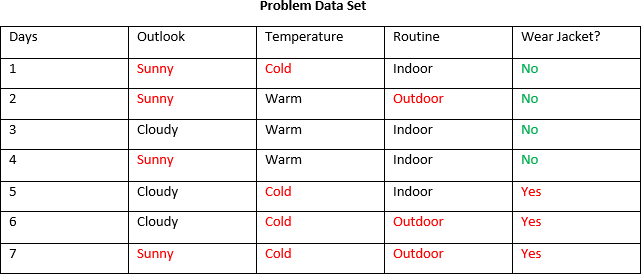 Problem Data Set
Days Outlook Temperature Routine Wear Jacket?
1 Sunny Cold Indoor No
2 Sunny Warm Outdoor No
3 Cloudy Warm Indoor No
4 Sunny Warm Indoor No
5 Cloudy Cold Indoor Yes
6 Cloudy Cold Outdoor Yes
7 Sunny Cold Outdoor Yes